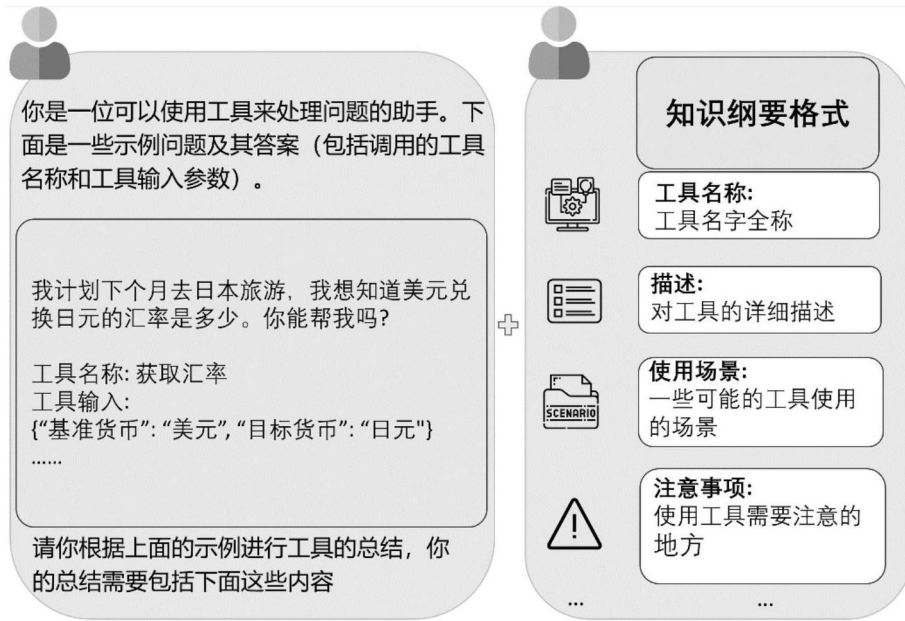 你是一位可以使用工具来处理问题的助手。下
面是一些示例问题及其答案（包括调用的工具
名称和工具输入参数）。
我计划下个月去日本旅游，我想知道美元兑
换日元的汇率是多少。你能帮我吗?
工具名称: 获取汇率
工具输入:
{“基准货币”: “美元”, “目标货币”: “日元"}
......
请你根据上面的示例进行工具的总结，你
的总结需要包括下面这些内容
知识纲要格式
工具名称:
工具名字全称
描述:
对工具的详细描述
SCENARIO
使用场景:
一些可能的工具使用
的场景
注意事项:
使用工具需要注意的
地方
...
...